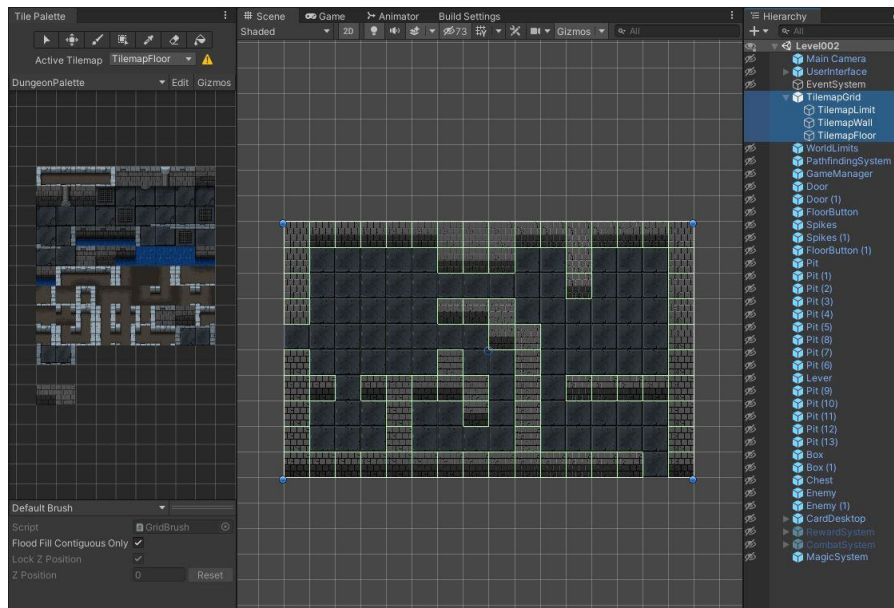 Tile Palette
Active Tilemap TilemapFloor
DungeonPalette Edit Gizmos
Default Brush
Script GridBrush
Flood Fill Contiguous Only
Lock Z Position
Z Position 0 Reset
Scene Game Animator Build Settings
Shaded 2D 73 Gizmos All
Hierarchy
All
Level002
Main Camera
UserInterface
EventSystem
TilemapGrid
TilemapLimit
TilemapWall
TilemapFloor
WorldLimits
PathfindingSystem
GameManager
Door
Door (1)
FloorButton
Spikes
Spikes (1)
FloorButton (1)
Pit
Pit (1)
Pit (2)
Pit (3)
Pit (4)
Pit (5)
Pit (8)
Pit (7)
Pit (6)
Lever
Pit (9)
Pit (10)
Pit (11)
Pit (12)
Pit (13)
Box
Box (1)
Chest
Enemy
Enemy (1)
CardDesktop
RewardSystem
CombatSystem
MagicSystem